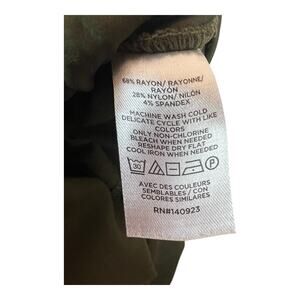 68% RAYON/ RAYONNE/
RAYÓN
28% NYLON/ NILÓN
4% SPANDEX
MACHINE WASH COLD
DELICATE CYCLE WITH LIKE
COLORS
ONLY NON-CHLORINE
BLEACH WHEN NEEDED
RESHAPE DRY FLAT
COOL IRON WHEN NEEDED
30
P
AVEC DES COULEURS
SEMBLABLES / CON
COLORES SIMILARES
RN#140923